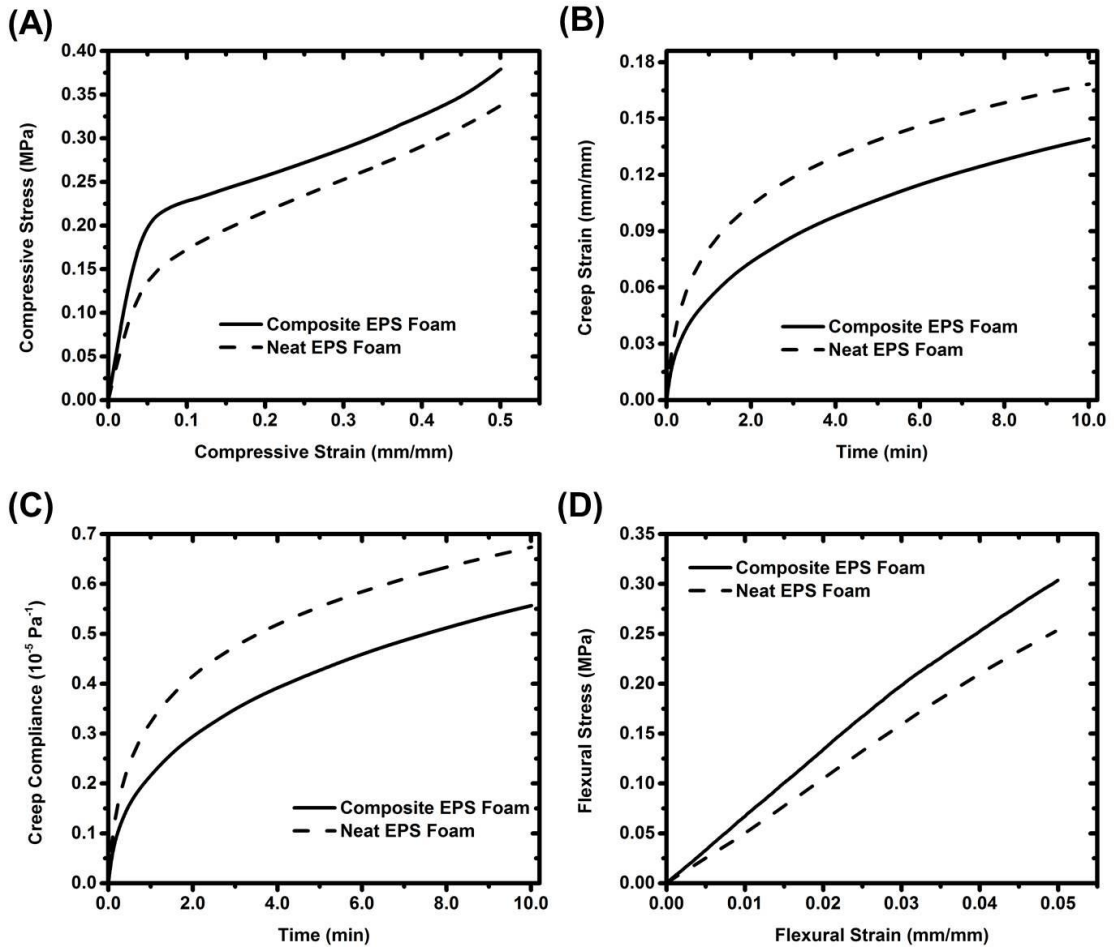 (A)
0.40
0.35
0.30
0.25
0.20
0.15
0.10
0.05
0.00
Compressive Stress (MPa)
Composite EPS Foam
Neat EPS Foam
0.0 0.1 0.2 0.3 0.4 0.5
Compressive Strain (mm/mm)
(B)
0.18
0.15
0.12
0.09
0.06
0.03
0.00
Creep Strain (mm/mm)
Composite EPS Foam
Neat EPS Foam
2.0 4.0 6.0 8.0 10.0
Time (min)
(C)
0.7
0.6
0.5
0.4
0.3
0.2
0.1
0.0
Creep Compliance (10⁻⁵ Pa⁻¹)
Composite EPS Foam
Neat EPS Foam
2.0 4.0 6.0 8.0 10.0
Time (min)
(D)
0.35
0.30
0.25
0.20
0.15
0.10
0.05
0.00
Flexural Stress (MPa)
Composite EPS Foam
Neat EPS Foam
0.00 0.01 0.02 0.03 0.04 0.05
Flexural Strain (mm/mm)